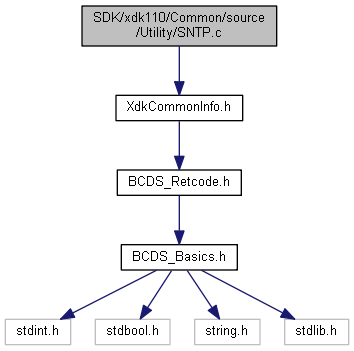 SDK/xdk110/Common/source
/Utility/SNTP.c
XdkCommonInfo.h
BCDS_Retcode.h
BCDS_Basics.h
stdint.h
stdbool.h
string.h
stdlib.h